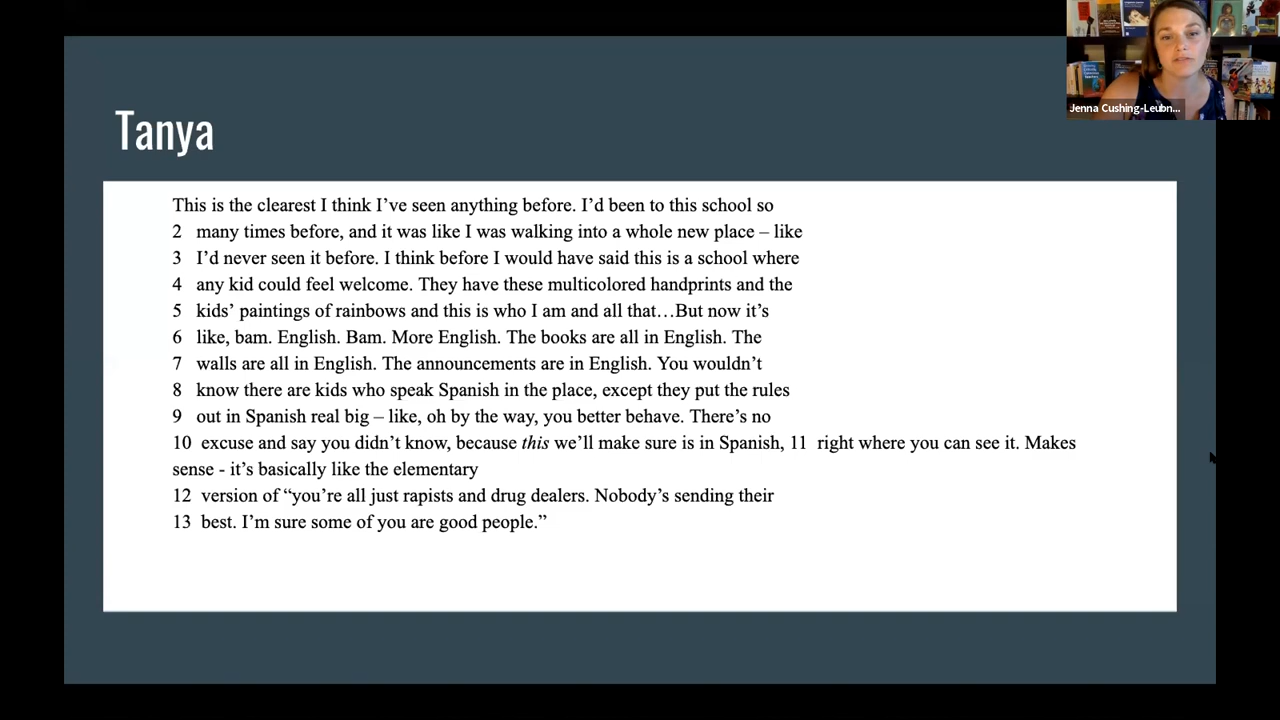 Jenna Cushing-Leubn...
Tanya
This is the clearest I think I've seen anything before. I'd been to this school so
2 many times before, and it was like I was walking into a whole new place – like
3 I'd never seen it before. I think before I would have said this is a school where
4 any kid could feel welcome. They have these multicolored handprints and the
5 kids' paintings of rainbows and this is who I am and all that…But now it's
6 like, bam. English. Bam. More English. The books are all in English. The
7 walls are all in English. The announcements are in English. You wouldn't
8 know there are kids who speak Spanish in the place, except they put the rules
9 out in Spanish real big – like, oh by the way, you better behave. There's no
10 excuse and say you didn't know, because this we'll make sure is in Spanish, 11 right where you can see it. Makes
sense - it's basically like the elementary
12 version of “you're all just rapists and drug dealers. Nobody's sending their
13 best. I'm sure some of you are good people.”